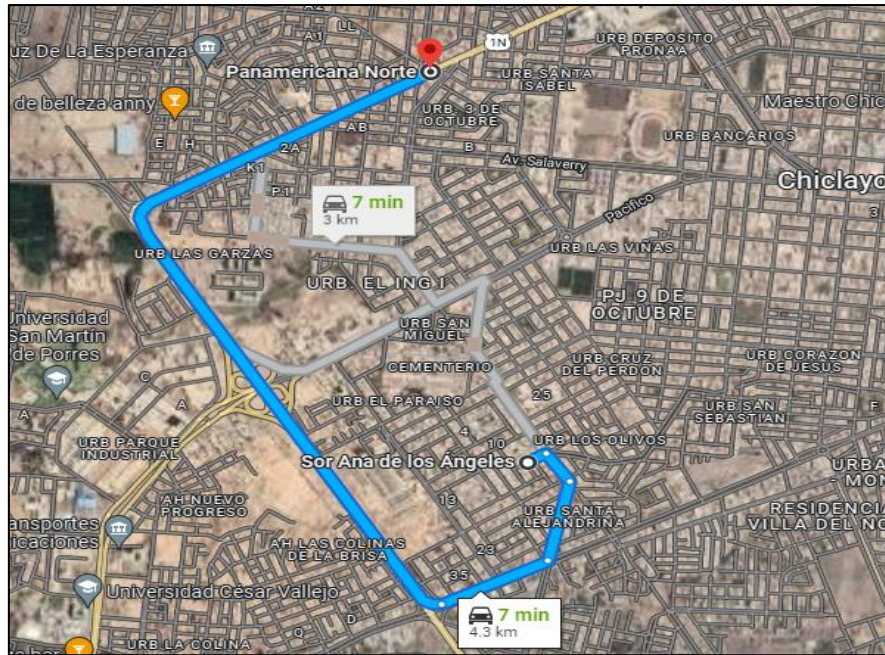 LL
A2
A1
uz De La Esperanza
1N
URB DEPOSITO
PRONAA
Panamericana Norte
URB SANTA
ISABEL
de belleza anny
URB. 3 DE
OCTUBRE
Maestro Chic
AB
URB BANCARIOS
E
H
2A
B
K1
Av. Salaverry
P1
Chiclayo
7 min
3 km
Pacifico
3
URB LAS GARZAS
URB LAS VIÑAS
URB. EL ING I
PJ 9 DE
OCTUBRE
Universidad
San Martín
de Porres
URB SAN
MIGUEL
CEMENTERIO
URB CRUZ
DEL PERDON
URB CORAZON
DE JESUS
C
25
A
A
URB EL PARAISO
URB SAN
SEBASTIAN
F
4
10
URB LOS OLIVOS
URB PARQUE
INDUSTRIAL
Sor Ana de los Ángeles
URBA
- MON
AH NUEVO
PROGRESO
13
URB SANTA
ALEJANDRINA
RESIDENC
VILLA DEL NO
ansportes
icaciones
AH LAS COLINAS
DE LA BRISA
23
35
Universidad César Vallejo
7 min
4.3 km
Q
D
URB LA COLINA